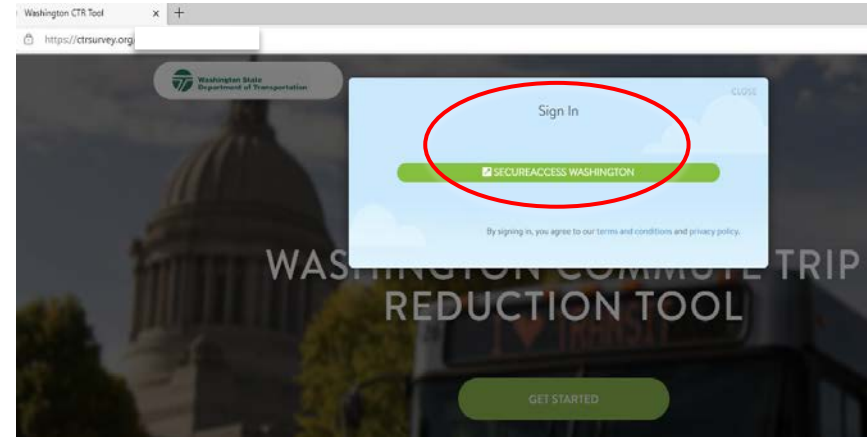 Washington CTR Tool x +
https://ctrsurvey.org
Washington State
Department of Transportation
CLOSE
Sign In
SECUREACCESS WASHINGTON
By signing in, you agree to our terms and conditions and privacy policy.
WASHINGTON COMMUTE TRIP
REDUCTION TOOL
GET STARTED